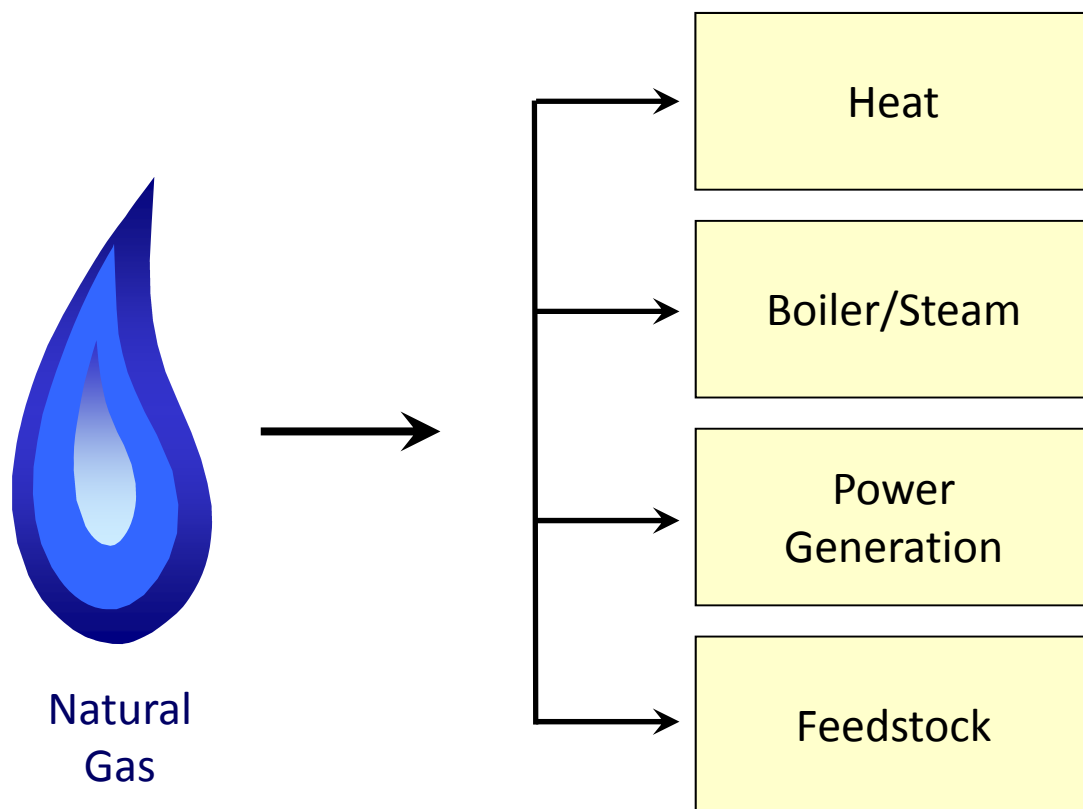 Heat
Boiler/Steam
Power
Generation
Feedstock
Natural
Gas